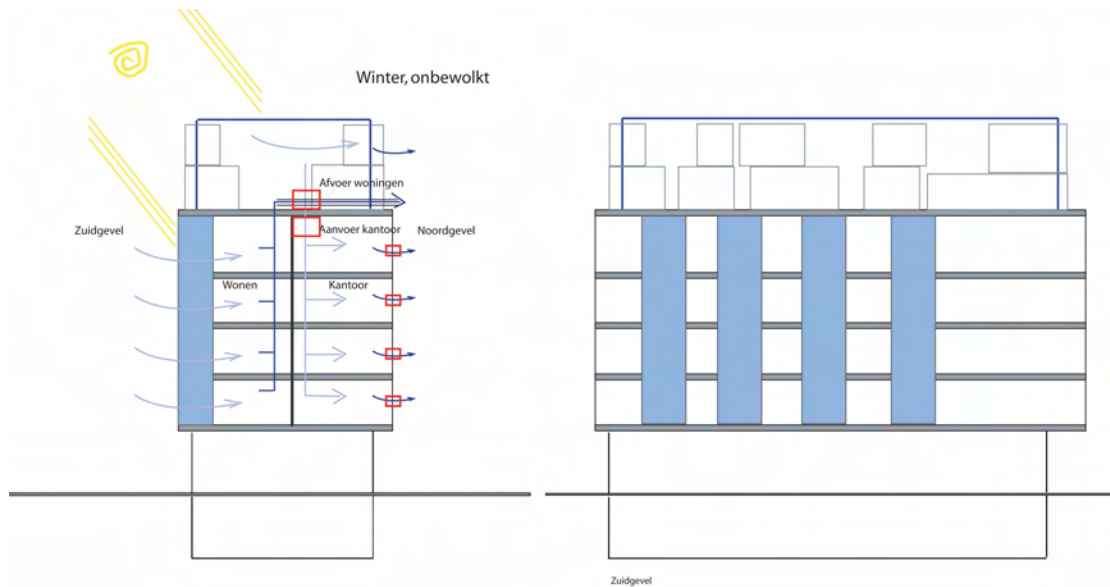 Winter, onbewolkt
Afvoer woningen
Zuidgevel
Aanvoer kantoor
Noordgevel
Wonen
Kantoor
Zuidgevel